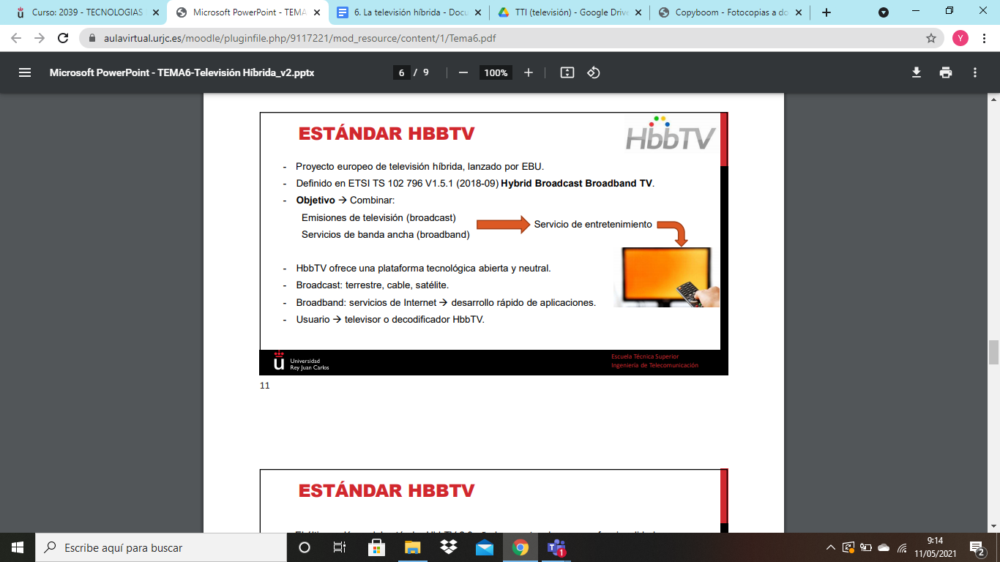 Curso: 2039 - TECNOLOGIAS
Microsoft PowerPoint - TEMA
6. La televisión híbrida - Docu
TTI (televisión) - Google Drive
Copyboom - Fotocopias a do
aulavirtual.urjc.es/moodle/pluginfile.php/9117221/mod_resource/content/1/Tema6.pdf
Y
Microsoft PowerPoint - TEMA6-Televisión Híbrida_v2.pptx
6 / 9
100%
ESTÁNDAR HBBTV
HbbTV
- Proyecto europeo de televisión híbrida, lanzado por EBU.
- Definido en ETSI TS 102 796 V1.5.1 (2018-09) Hybrid Broadcast Broadband TV.
- Objetivo → Combinar:
Emisiones de televisión (broadcast)
Servicios de banda ancha (broadband)
Servicio de entretenimiento
- HbbTV ofrece una plataforma tecnológica abierta y neutral.
- Broadcast: terrestre, cable, satélite.
- Broadband: servicios de Internet → desarrollo rápido de aplicaciones.
- Usuario → televisor o decodificador HbbTV.
u Universidad
Rey Juan Carlos
Escuela Técnica Superior
Ingeniería de Telecomunicación
11
ESTÁNDAR HBBTV
Escribe aquí para buscar
1
9:14
11/05/2021
2